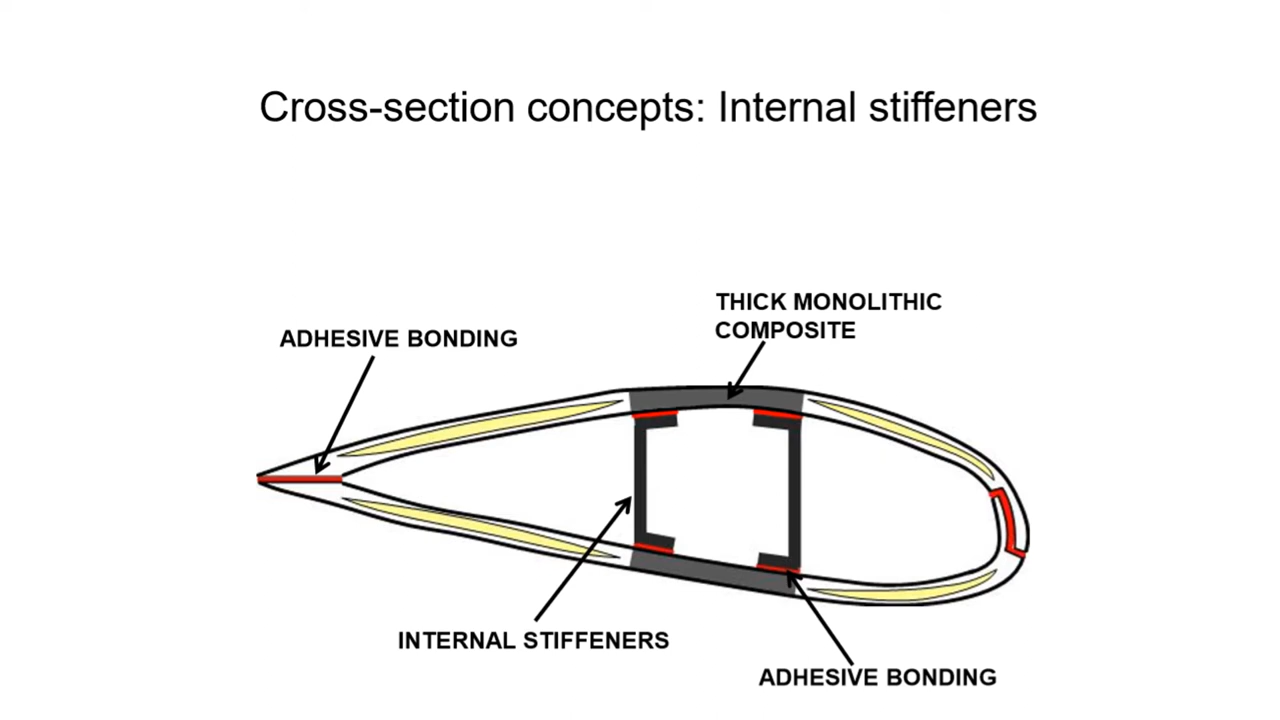 Cross-section concepts: Internal stiffeners
THICK MONOLITHIC
COMPOSITE
ADHESIVE BONDING
INTERNAL STIFFENERS
ADHESIVE BONDING